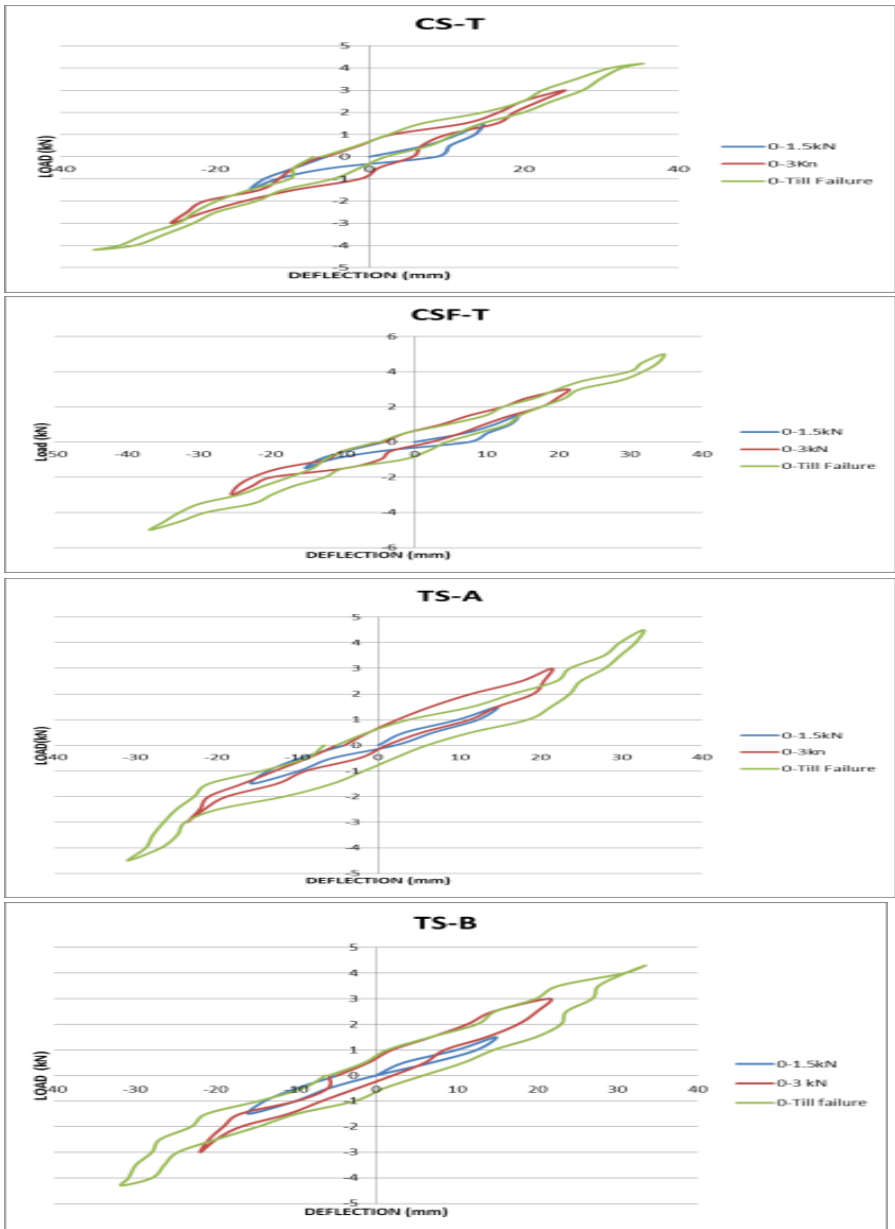 CS-T
5
4
3
2
1
0
-40 -20 0 20 40
-1
-2
-3
-4
-5
LOAD (kN)
DEFLECTION (mm)
0-1.5kN
0-3Kn
0-Till Failure
CSF-T
6
4
2
0
-50 -40 -30 -20 -10 0 10 20 30 40
-2
-4
-6
Load (kN)
DEFLECTION (mm)
0-1.5kN
0-3kN
0-Till Failure
TS-A
5
4
3
2
1
0
-40 -30 -20 -10 0 10 20 30 40
-1
-2
-3
-4
-5
LOAD(kN)
DEFLECTION (mm)
0-1.5kN
0-3kn
0-Till Failure
TS-B
5
4
3
2
1
0
-40 -30 -20 -10 0 10 20 30 40
-1
-2
-3
-4
-5
LOAD (kN)
DEFLECTION (mm)
0-1.5kN
0-3 kN
0-Till failure